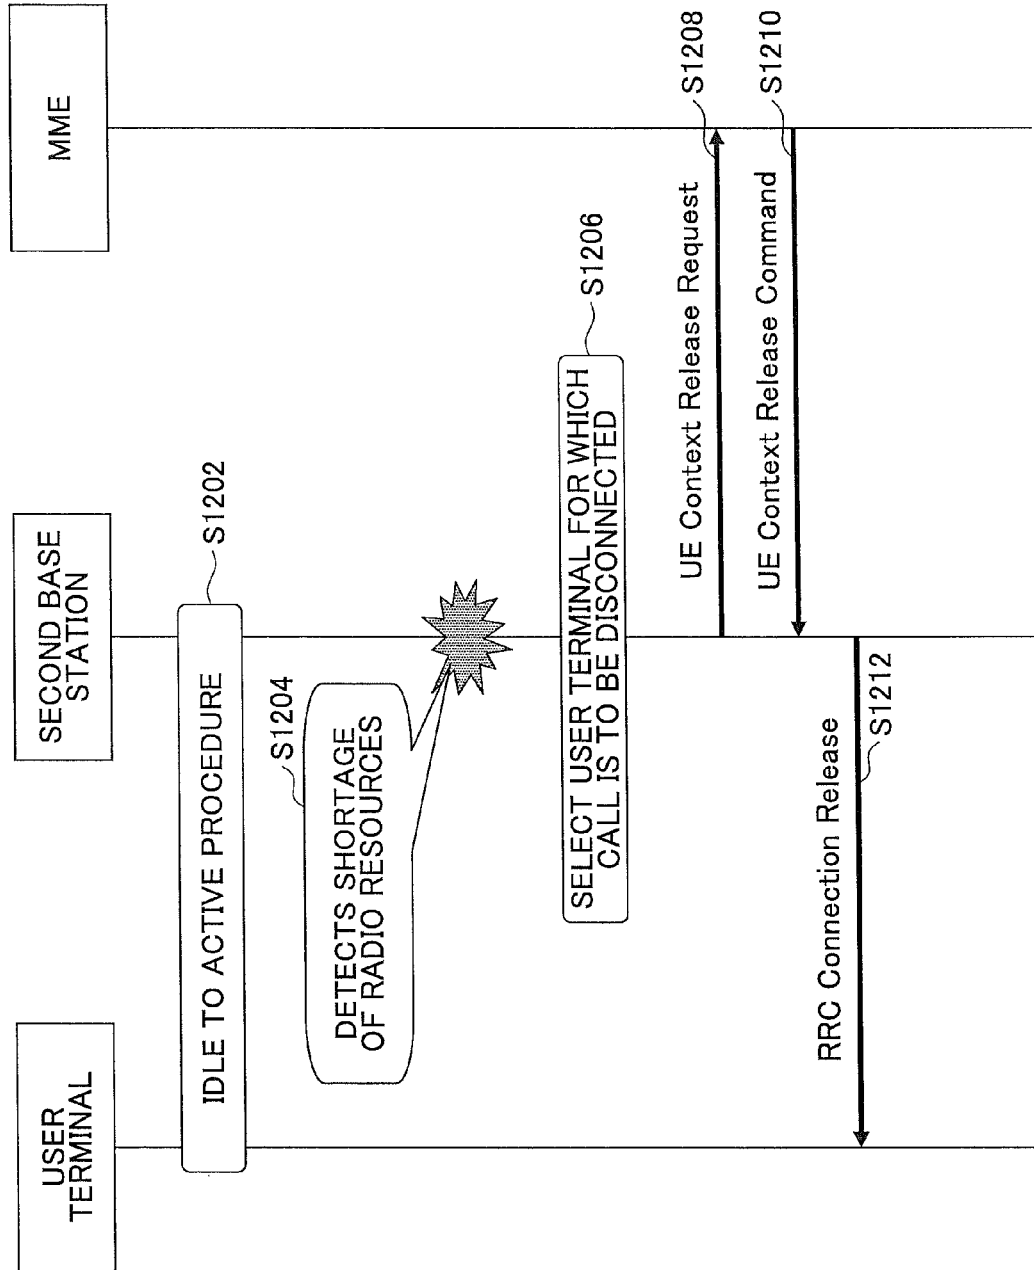 USER
TERMINAL
SECOND BASE
STATION
MME
IDLE TO ACTIVE PROCEDURE
S1202
S1204
DETECTS SHORTAGE
OF RADIO RESOURCES
SELECT USER TERMINAL FOR WHICH
CALL IS TO BE DISCONNECTED
S1206
UE Context Release Request
S1208
UE Context Release Command
S1210
RRC Connection Release
S1212